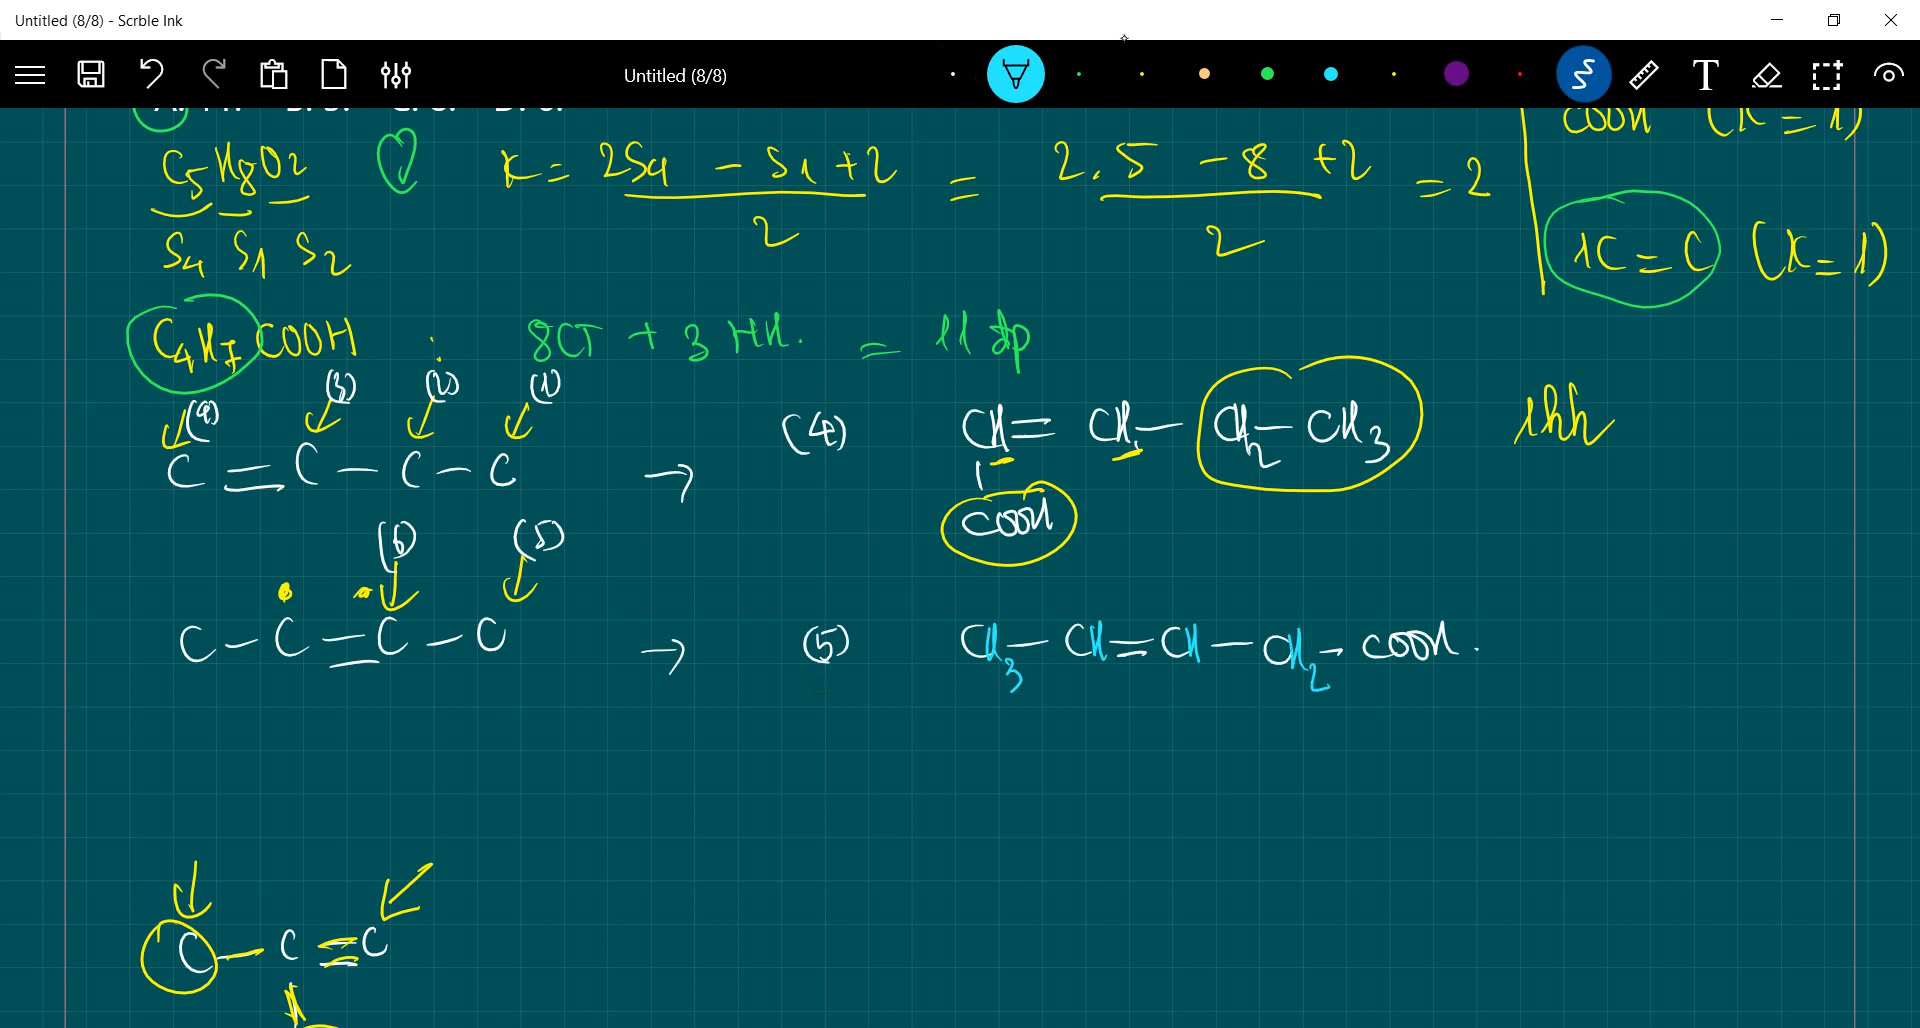 Untitled (8/8) - Scrble Ink
Untitled (8/8)
T
COOH (K = 1)
C5H8O2 K = 2S4 - S1 + 2 / 2 = 2.5 - 8 + 2 / 2 = 2
S4 S1 S2
1C = C (K = 1)
C4H7COOH : 8CT + 3 HH. = 11 đp
(4) (3) (2) (1)
C = C - C - C → (4) CH = CH - CH2 - CH3 1hh
COOH
(6) (5)
C - C = C - C → (5) CH3 - CH = CH - CH2 - COOH.
C - C = C